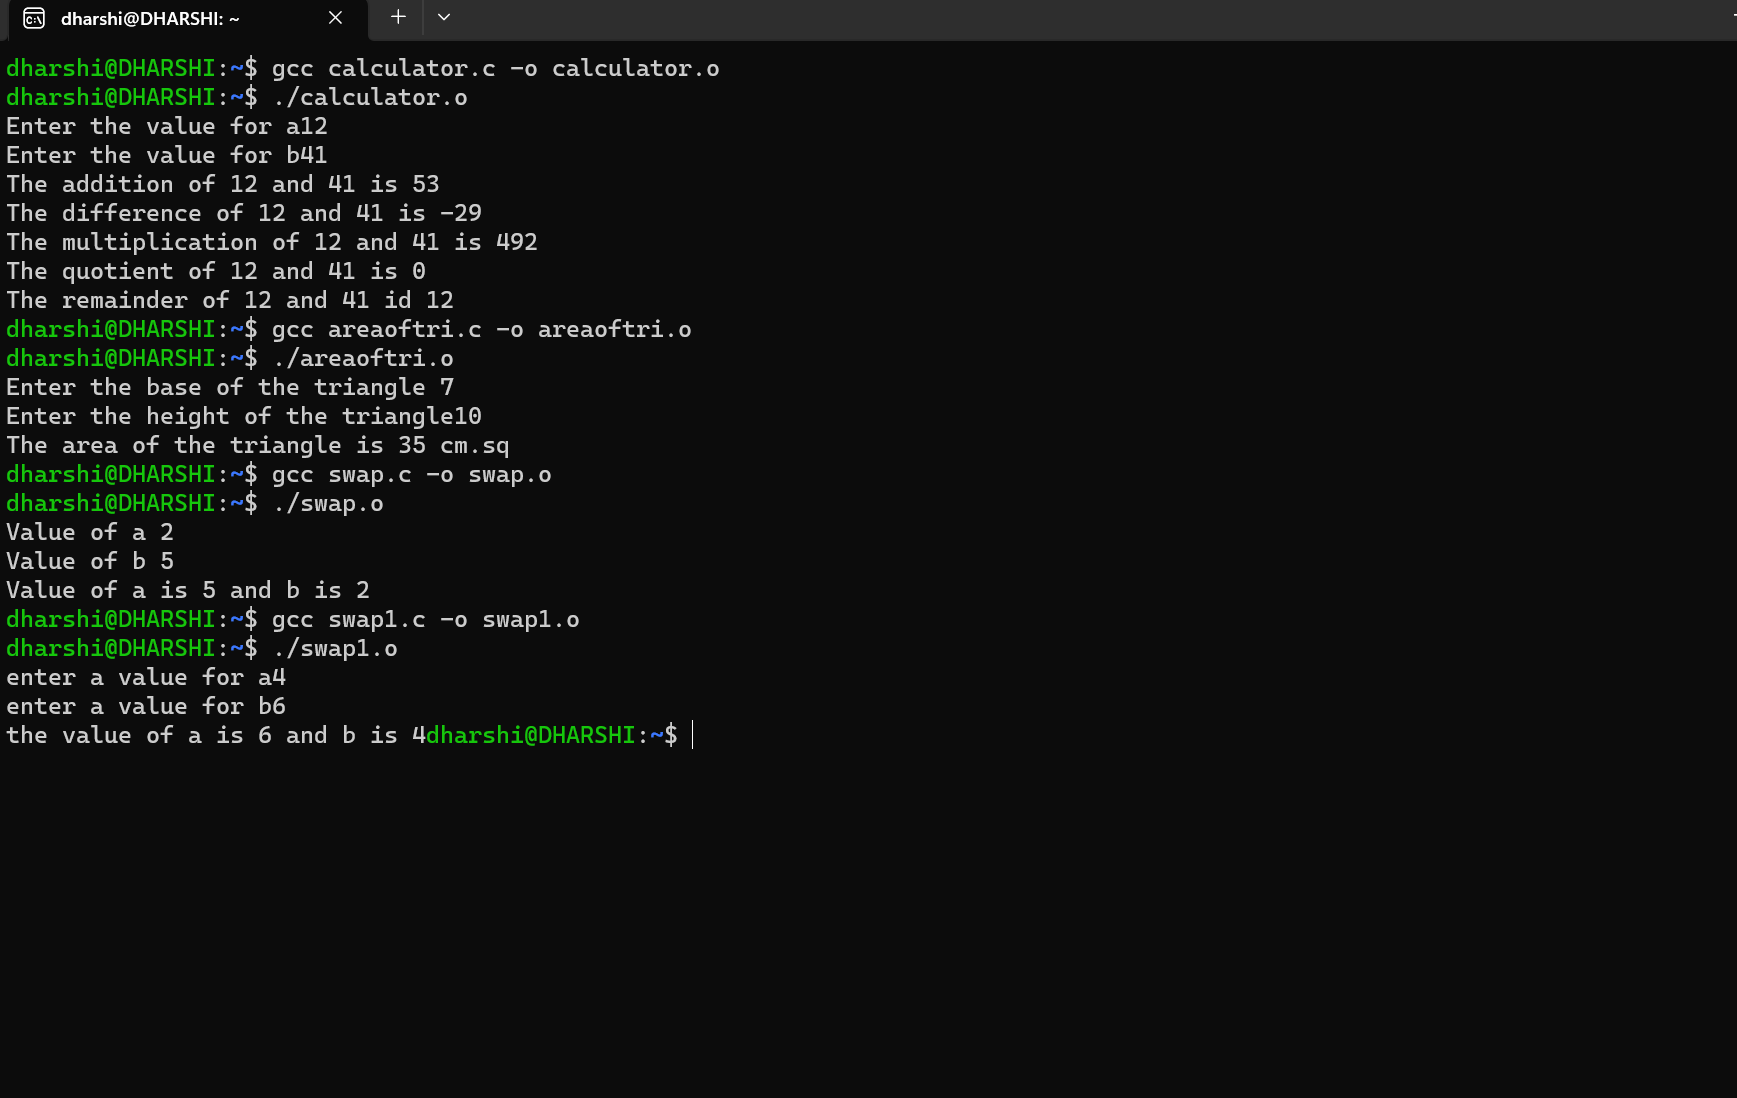 dharshi@DHARSHI: ~
dharshi@DHARSHI:~$ gcc calculator.c -o calculator.o
dharshi@DHARSHI:~$ ./calculator.o
Enter the value for a12
Enter the value for b41
The addition of 12 and 41 is 53
The difference of 12 and 41 is -29
The multiplication of 12 and 41 is 492
The quotient of 12 and 41 is 0
The remainder of 12 and 41 id 12
dharshi@DHARSHI:~$ gcc areaoftri.c -o areaoftri.o
dharshi@DHARSHI:~$ ./areaoftri.o
Enter the base of the triangle 7
Enter the height of the triangle10
The area of the triangle is 35 cm.sq
dharshi@DHARSHI:~$ gcc swap.c -o swap.o
dharshi@DHARSHI:~$ ./swap.o
Value of a 2
Value of b 5
Value of a is 5 and b is 2
dharshi@DHARSHI:~$ gcc swap1.c -o swap1.o
dharshi@DHARSHI:~$ ./swap1.o
enter a value for a4
enter a value for b6
the value of a is 6 and b is 4dharshi@DHARSHI:~$